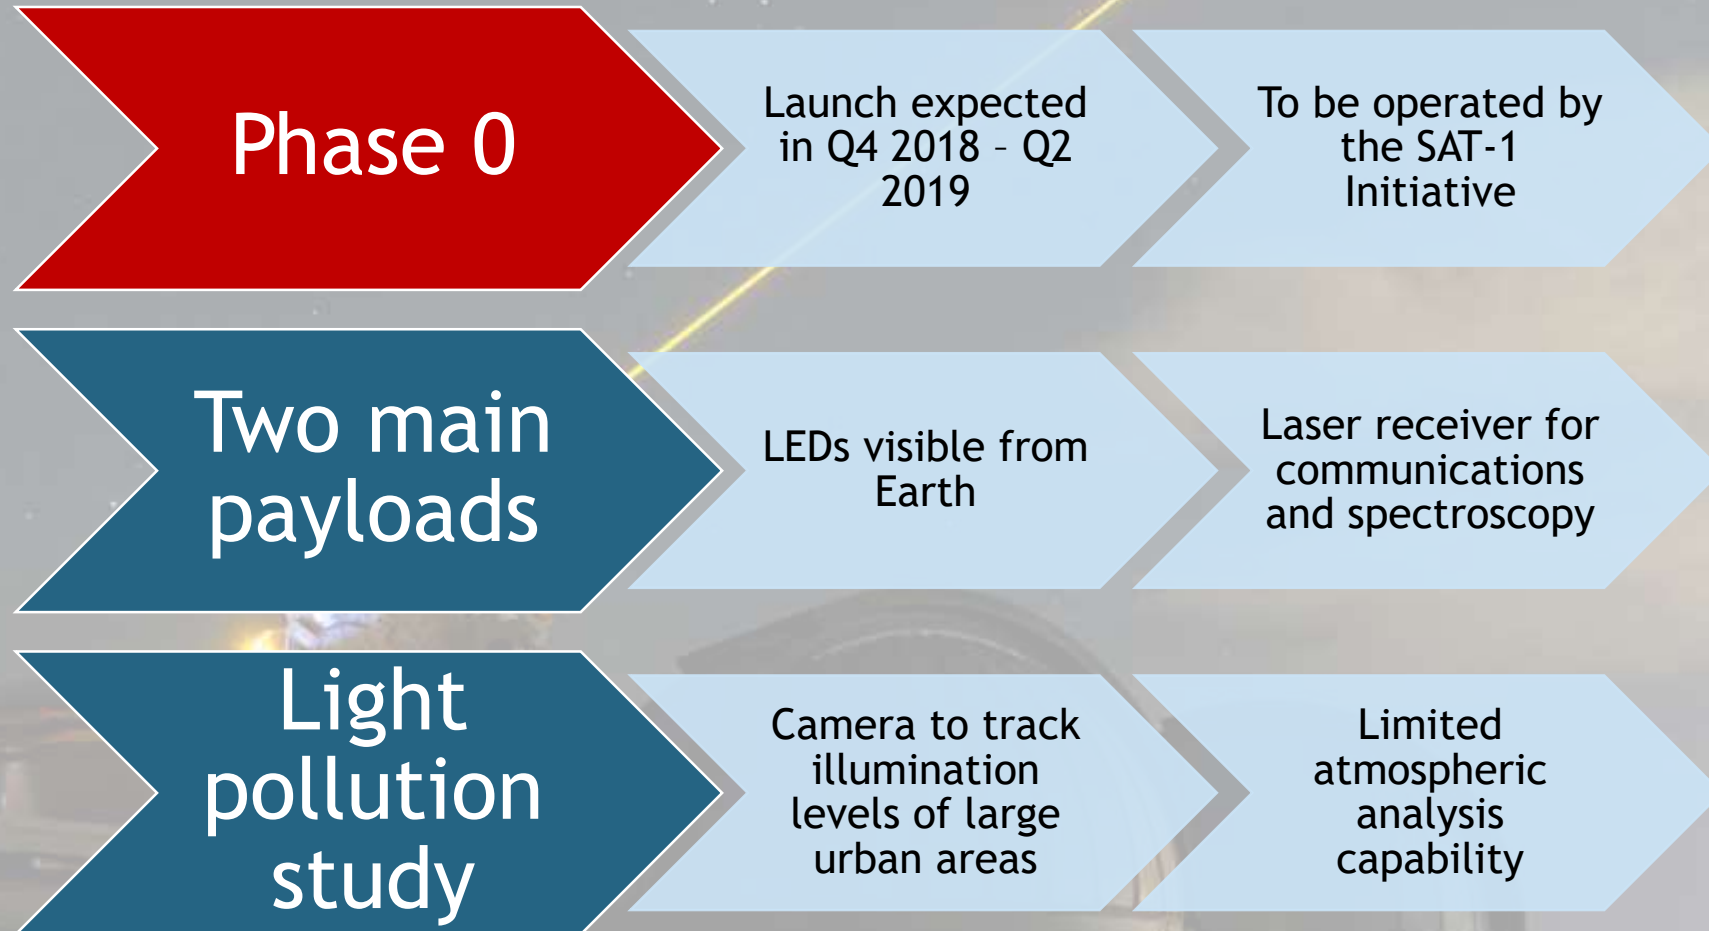 Phase 0
Launch expected
in Q4 2018 – Q2
2019
To be operated by
the SAT-1
Initiative
Two main
payloads
LEDs visible from
Earth
Laser receiver for
communications
and spectroscopy
Light
pollution
study
Camera to track
illumination
levels of large
urban areas
Limited
atmospheric
analysis
capability